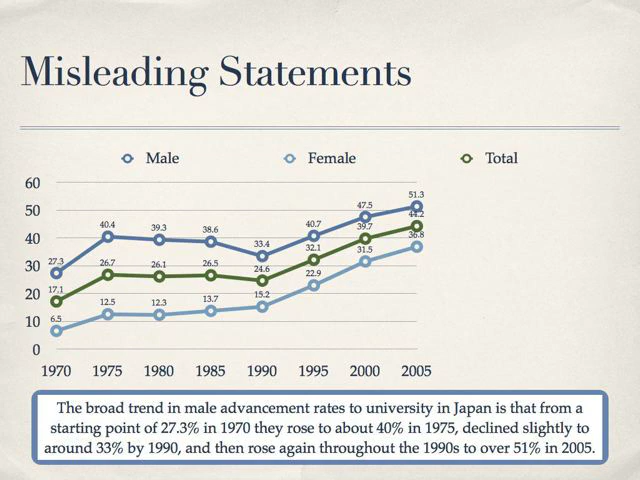 Misleading Statements
Male Female Total
60
50
40
30
20
10
0
51.3
47.5
44.2
40.4 39.3 38.6 40.7 39.7
36.8
33.4 32.1 31.5
27.3 26.7 26.1 26.5 24.6 22.9
17.1
12.5 12.3 13.7 15.2
6.5
1970 1975 1980 1985 1990 1995 2000 2005
The broad trend in male advancement rates to university in Japan is that from a
starting point of 27.3% in 1970 they rose to about 40% in 1975, declined slightly to
around 33% by 1990, and then rose again throughout the 1990s to over 51% in 2005.